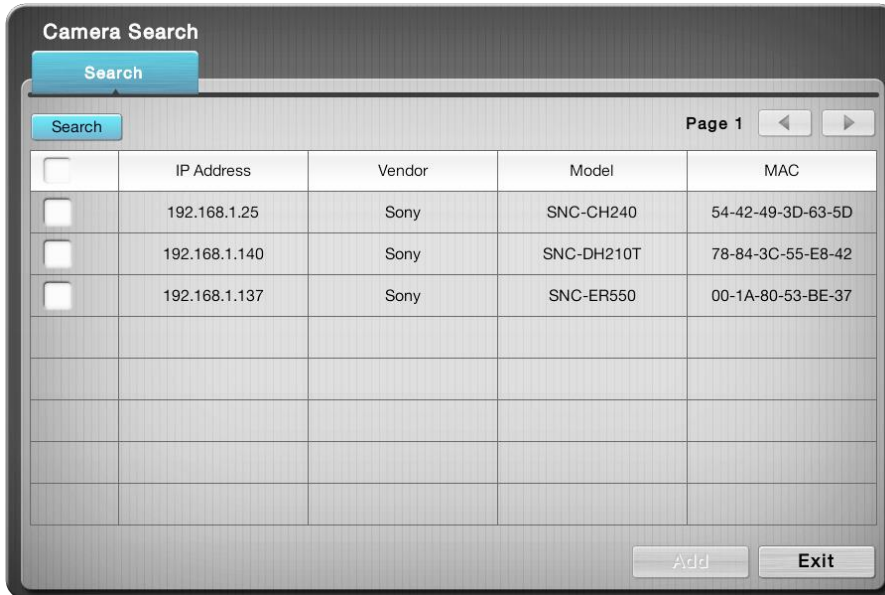 Camera Search
Search
Search Page 1
IP Address Vendor Model MAC
192.168.1.25 Sony SNC-CH240 54-42-49-3D-63-5D
192.168.1.140 Sony SNC-DH210T 78-84-3C-55-E8-42
192.168.1.137 Sony SNC-ER550 00-1A-80-53-BE-37
Add Exit